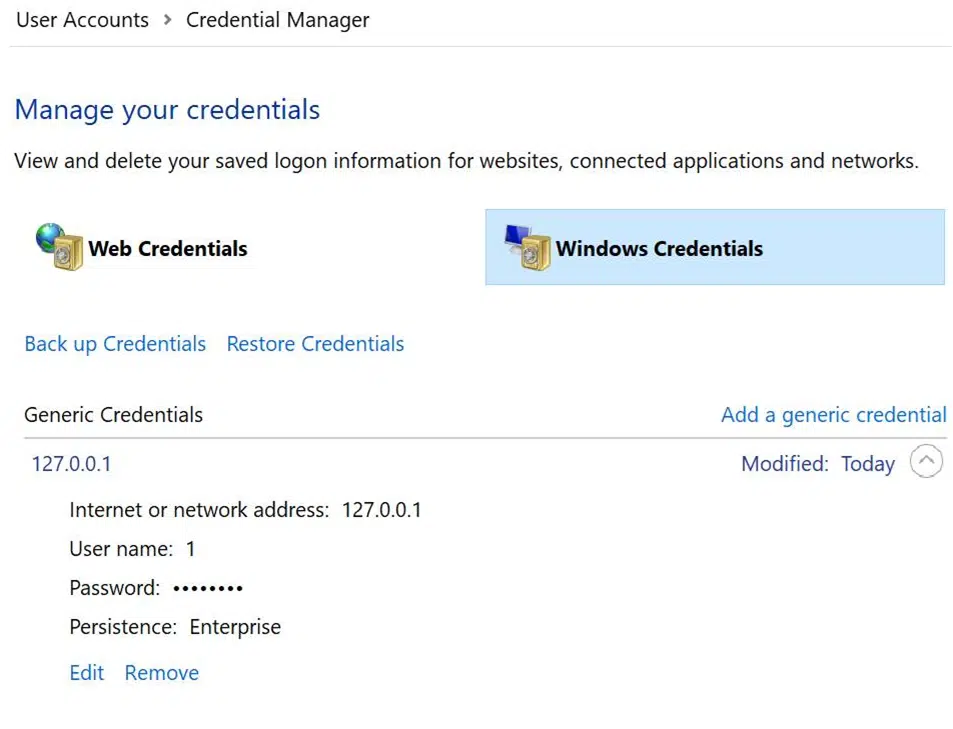 User Accounts > Credential Manager
Manage your credentials
View and delete your saved logon information for websites, connected applications and networks.
Web Credentials
Windows Credentials
Back up Credentials Restore Credentials
Generic Credentials Add a generic credential
127.0.0.1 Modified: Today
Internet or network address: 127.0.0.1
User name: 1
Password: ••••••••
Persistence: Enterprise
Edit Remove